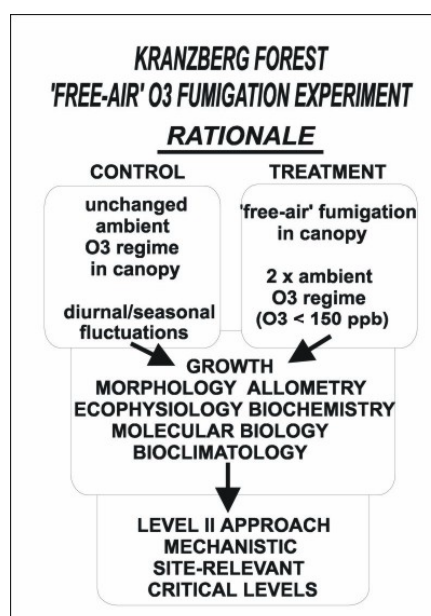 KRANZBERG FOREST
'FREE-AIR' O3 FUMIGATION EXPERIMENT
RATIONALE
CONTROL
unchanged
ambient
O3 regime
in canopy
diurnal/seasonal
fluctuations
TREATMENT
'free-air' fumigation
in canopy
2 x ambient
O3 regime
(O3 < 150 ppb)
GROWTH
MORPHOLOGY ALLOMETRY
ECOPHYSIOLOGY BIOCHEMISTRY
MOLECULAR BIOLOGY
BIOCLIMATOLOGY
LEVEL II APPROACH
MECHANISTIC
SITE-RELEVANT
CRITICAL LEVELS